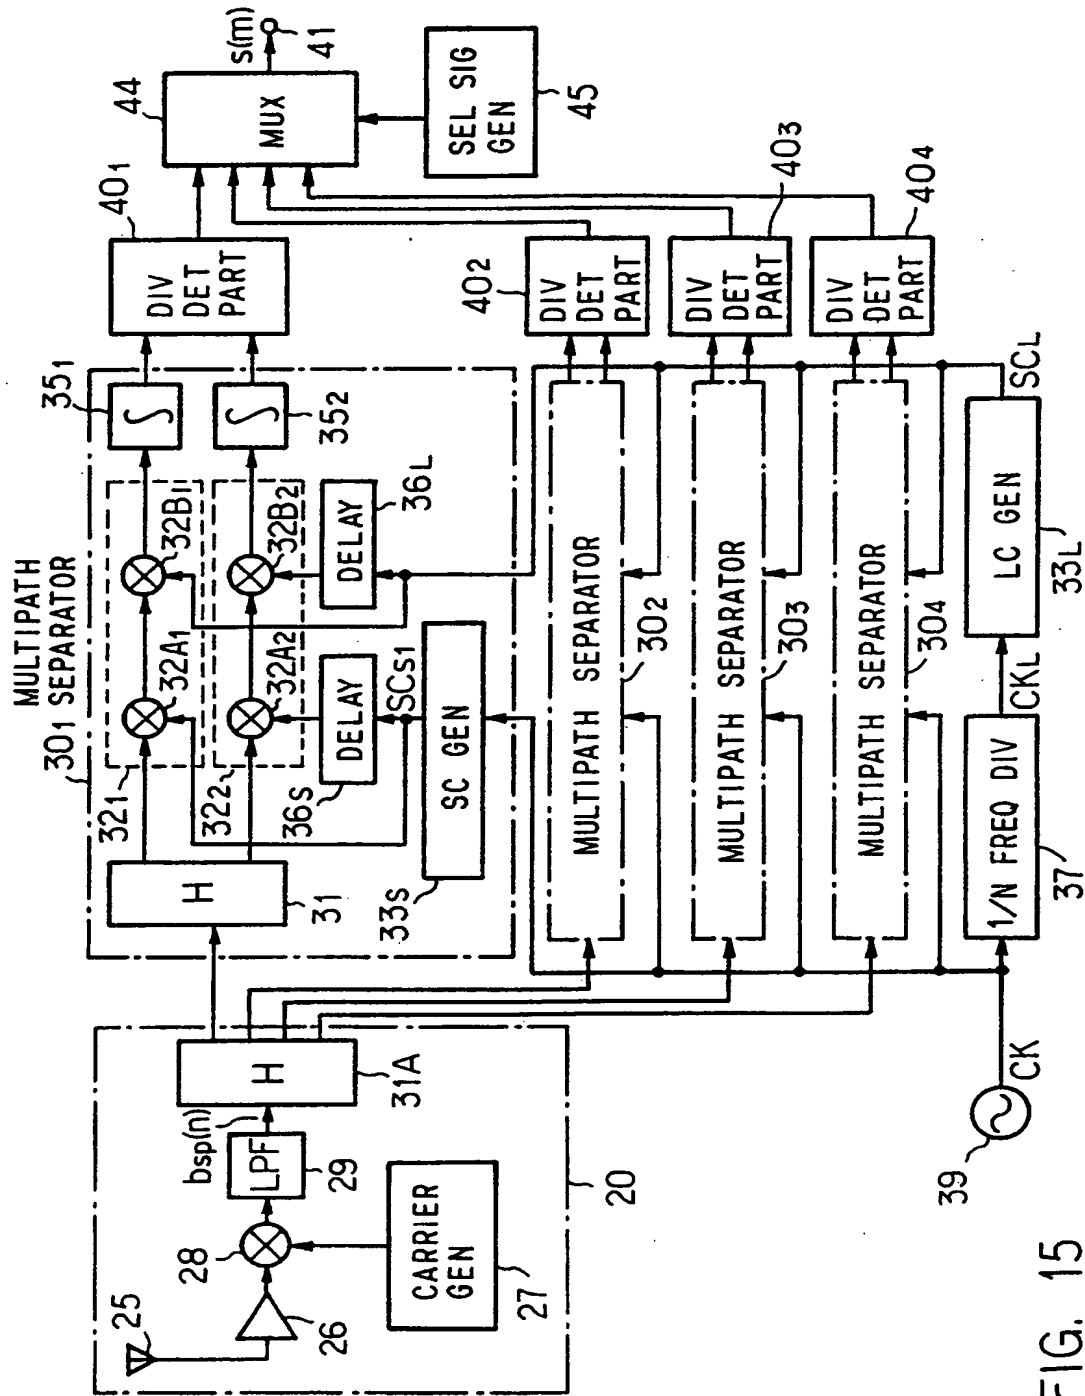 FIG. 15
25
26
28
CARRIER
GEN
27
LPF
29
bsp(n)
H
31A
20
MULTIPATH
SEPARATOR
30₁
H
31
32₁
32A₁
32B₁
32₂
32A₂
32B₂
35₁
∫
35₂
∫
36s
DELAY
36L
DELAY
SCs1
SC GEN
33s
MULTIPATH SEPARATOR
30₂
MULTIPATH SEPARATOR
30₃
MULTIPATH SEPARATOR
30₄
39
CK
1/N FREQ DIV
37
CKL
LC GEN
33L
SCL
DIV
DET
PART
40₁
DIV
DET
PART
40₂
DIV
DET
PART
40₃
DIV
DET
PART
40₄
MUX
44
s(m)
41
SEL SIG
GEN
45